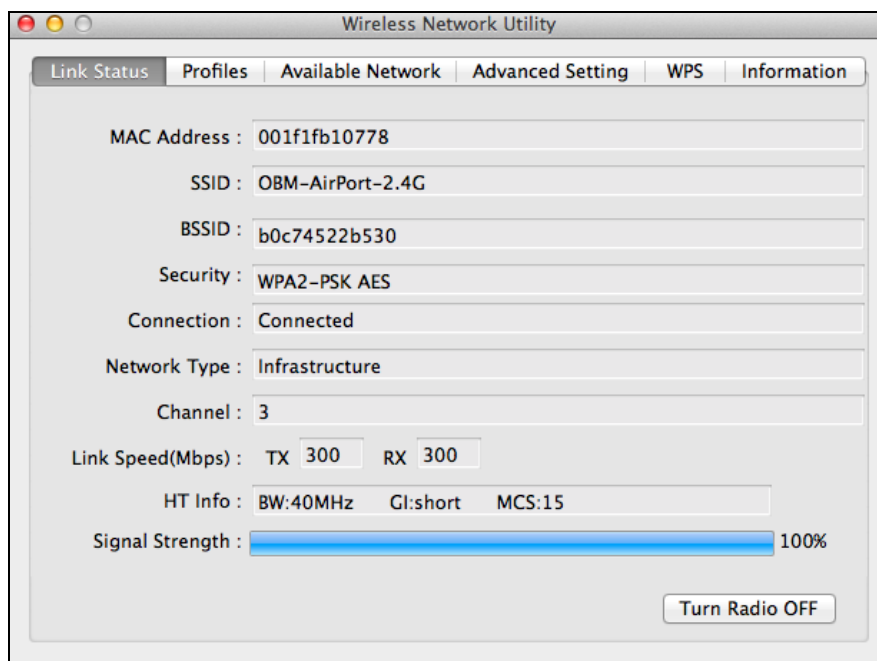 Wireless Network Utility
Link Status Profiles Available Network Advanced Setting WPS Information
MAC Address : 001f1fb10778
SSID : OBM-AirPort-2.4G
BSSID : b0c74522b530
Security : WPA2-PSK AES
Connection : Connected
Network Type : Infrastructure
Channel : 3
Link Speed(Mbps) : TX 300 RX 300
HT Info : BW:40MHz GI:short MCS:15
Signal Strength : 100%
Turn Radio OFF